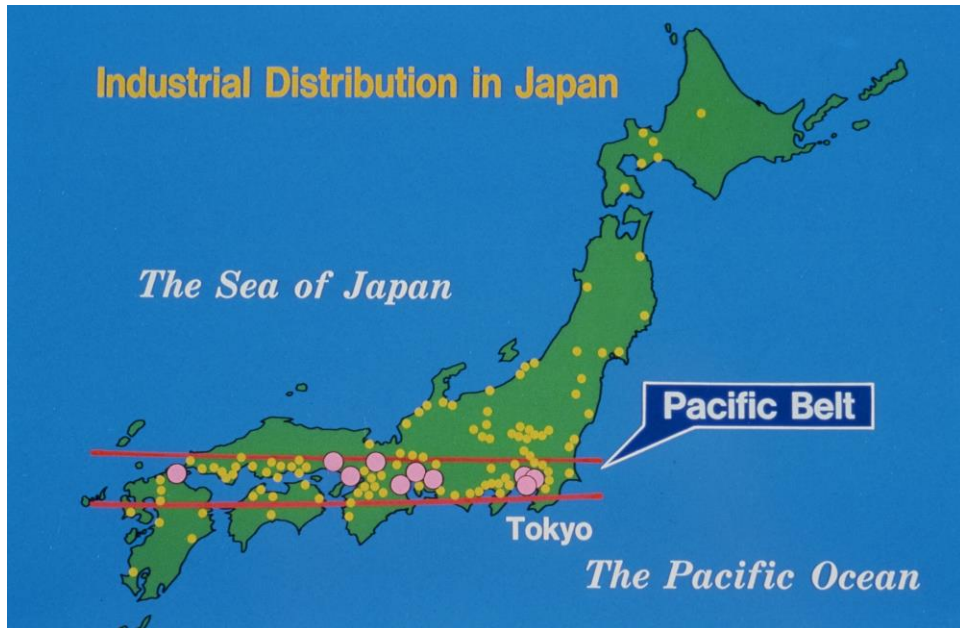 Industrial Distribution in Japan
The Sea of Japan
Pacific Belt
Tokyo
The Pacific Ocean